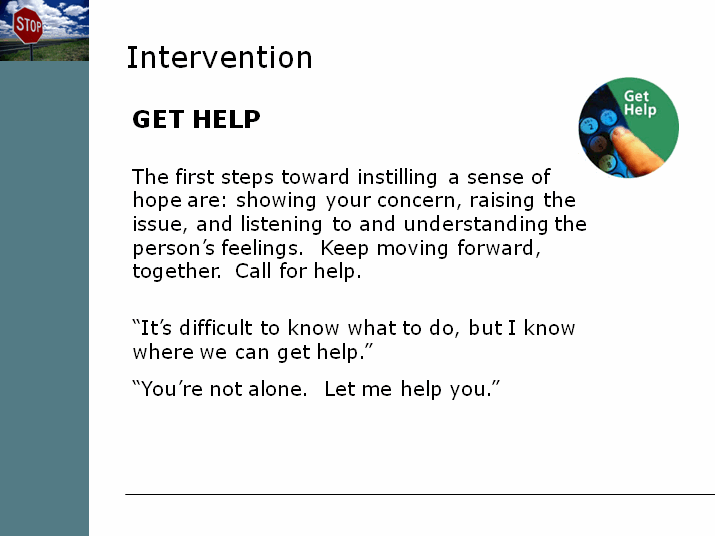 STOP
Intervention
Get
Help
GET HELP
The first steps toward instilling a sense of
hope are: showing your concern, raising the
issue, and listening to and understanding the
person’s feelings. Keep moving forward,
together. Call for help.
“It’s difficult to know what to do, but I know
where we can get help.”
“You’re not alone. Let me help you.”